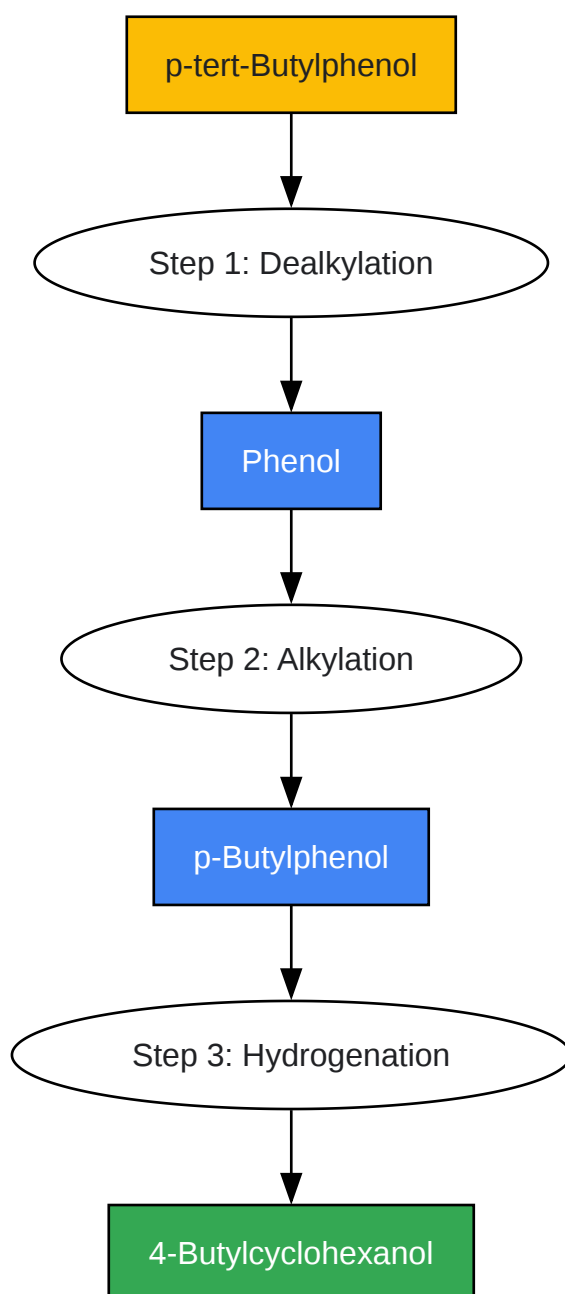 p-tert-Butylphenol
Step 1: Dealkylation
Phenol
Step 2: Alkylation
p-Butylphenol
Step 3: Hydrogenation
4-Butylcyclohexanol